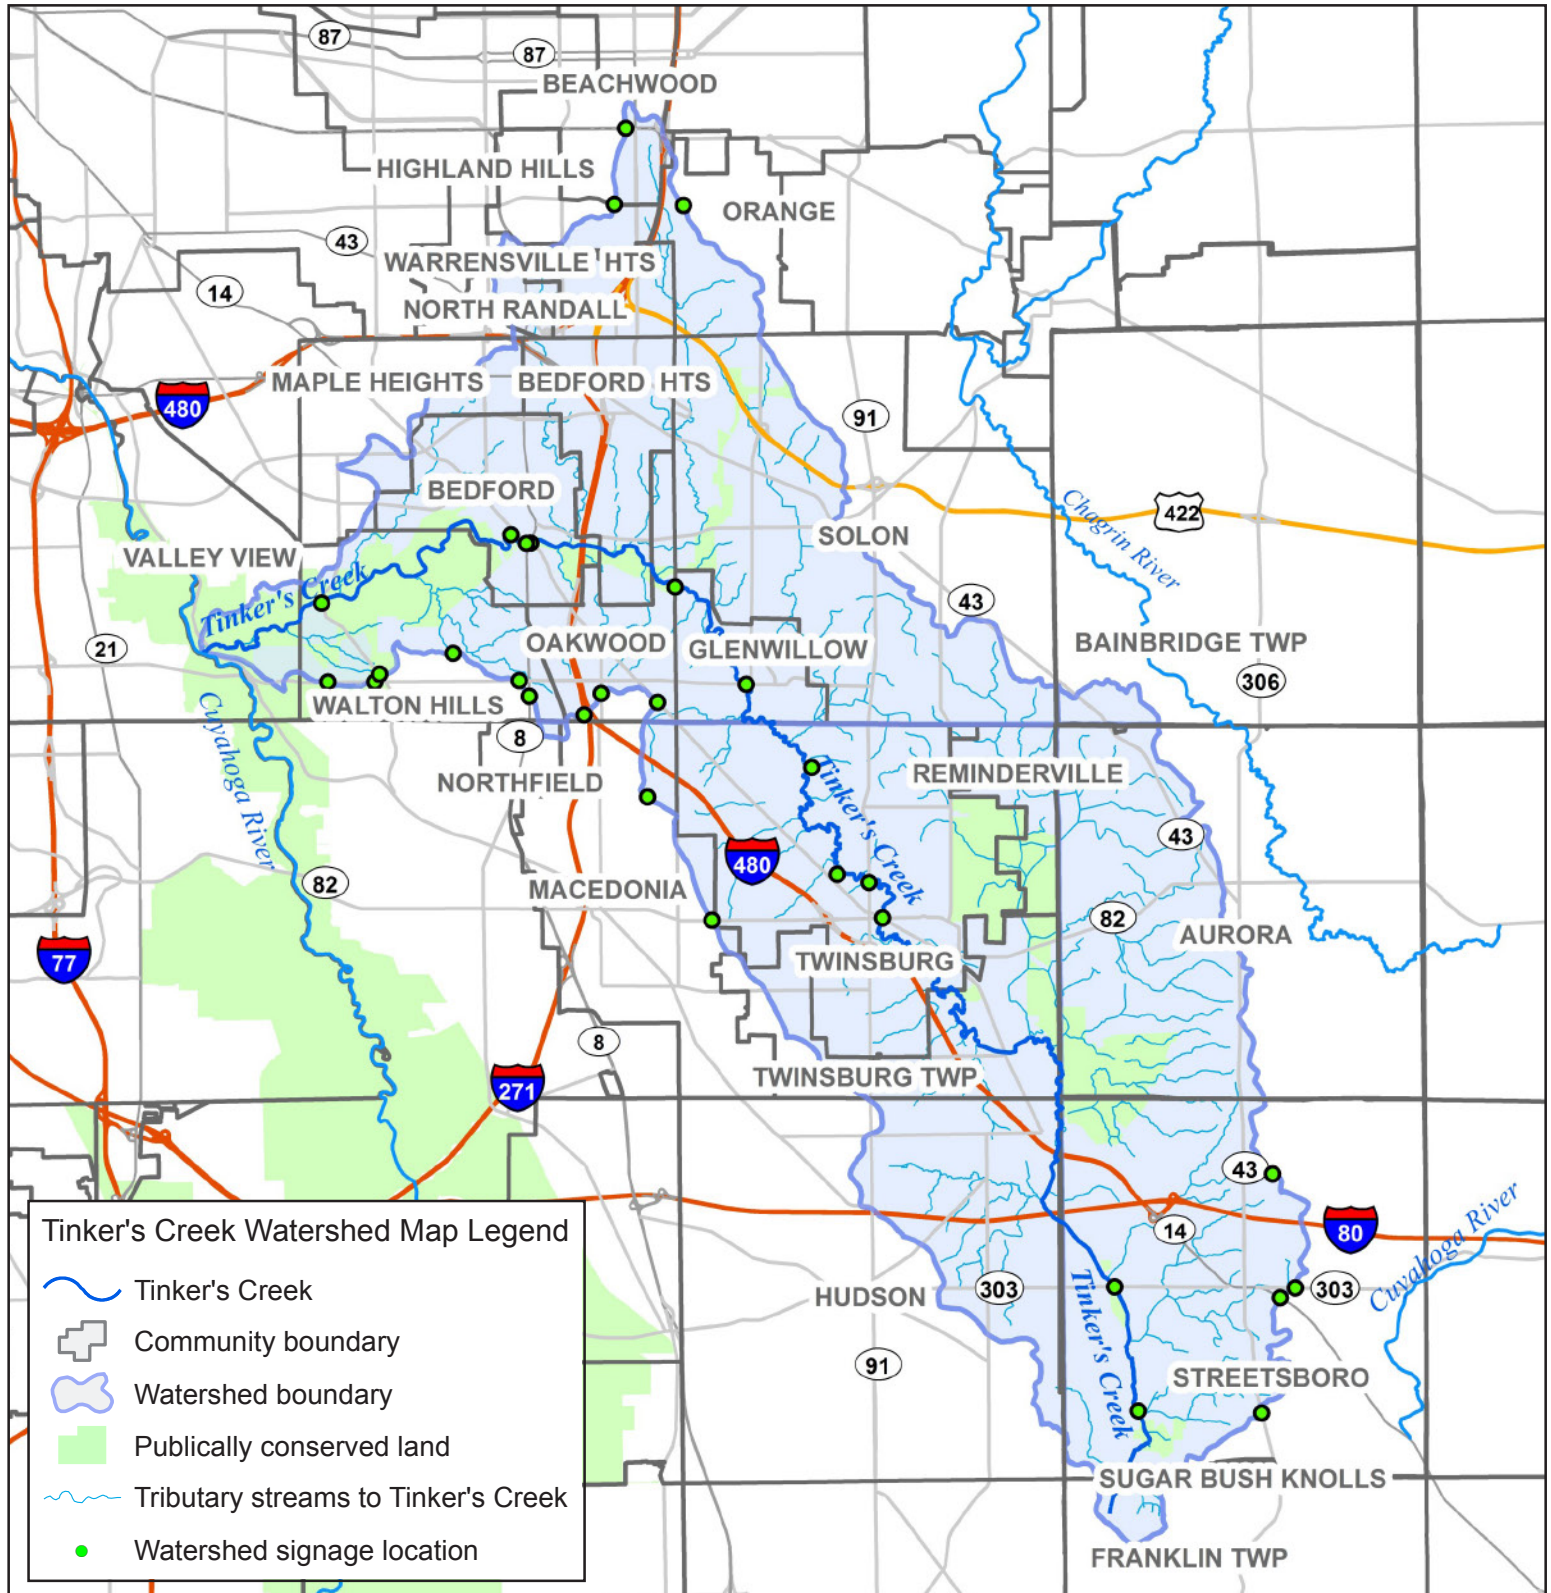 87
87
BEACHWOOD
HIGHLAND HILLS
ORANGE
43
WARRENSVILLE HTS
14
NORTH RANDALL
MAPLE HEIGHTS
BEDFORD HTS
480
91
BEDFORD
Chagrin River
422
SOLON
VALLEY VIEW
Tinker's Creek
43
21
OAKWOOD
GLENWILLOW
BAINBRIDGE TWP
306
WALTON HILLS
Cuyahoga River
8
NORTHFIELD
Tinker's Creek
REMINDERVILLE
43
480
82
MACEDONIA
82
AURORA
77
TWINSBURG
8
271
TWINSBURG TWP
43
14
80
Cuyahoga River
HUDSON
303
303
Tinker's Creek
91
STREETSBORO
SUGAR BUSH KNOLLS
FRANKLIN TWP
Tinker's Creek Watershed Map Legend
Tinker's Creek
Community boundary
Watershed boundary
Publically conserved land
Tributary streams to Tinker's Creek
Watershed signage location